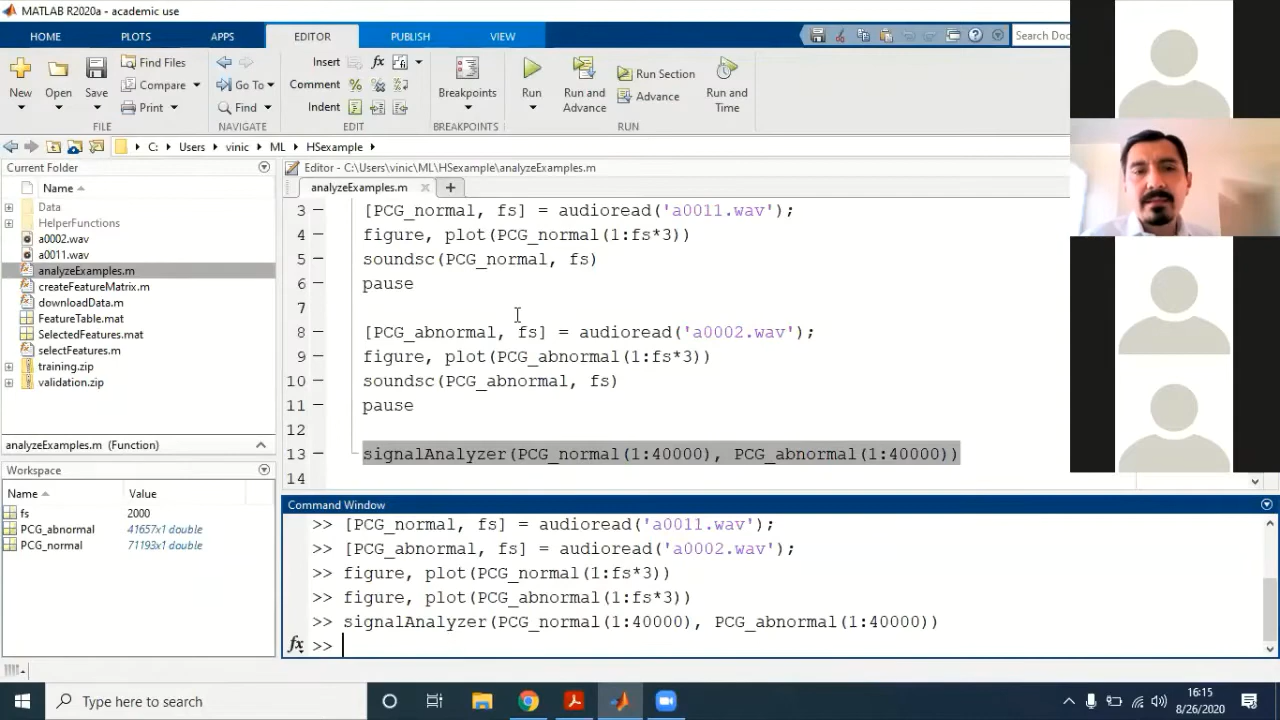 MATLAB R2020a - academic use
HOME PLOTS APPS EDITOR PUBLISH VIEW Search Doc
New Open Save Find Files Compare Print
Go To Find
Insert fx
Comment
Indent
Breakpoints
Run Run and Advance Run Section Advance Run and Time
FILE NAVIGATE EDIT BREAKPOINTS RUN
C: Users vinic ML HSexample
Current Folder
Name
Data
HelperFunctions
a0002.wav
a0011.wav
analyzeExamples.m
createFeatureMatrix.m
downloadData.m
FeatureTable.mat
SelectedFeatures.mat
selectFeatures.m
training.zip
validation.zip
analyzeExamples.m (Function)
Workspace
Name Value
fs 2000
PCG_abnormal 41657x1 double
PCG_normal 71193x1 double
Editor - C:\Users\vinic\ML\HSexample\analyzeExamples.m
analyzeExamples.m
3 [PCG_normal, fs] = audioread('a0011.wav');
4 figure, plot(PCG_normal(1:fs*3))
5 soundsc(PCG_normal, fs)
6 pause
7
8 [PCG_abnormal, fs] = audioread('a0002.wav');
9 figure, plot(PCG_abnormal(1:fs*3))
10 soundsc(PCG_abnormal, fs)
11 pause
12
13 signalAnalyzer(PCG_normal(1:40000), PCG_abnormal(1:40000))
14
Command Window
>> [PCG_normal, fs] = audioread('a0011.wav');
>> [PCG_abnormal, fs] = audioread('a0002.wav');
>> figure, plot(PCG_normal(1:fs*3))
>> figure, plot(PCG_abnormal(1:fs*3))
>> signalAnalyzer(PCG_normal(1:40000), PCG_abnormal(1:40000))
fx >>
Type here to search
16:15
8/26/2020